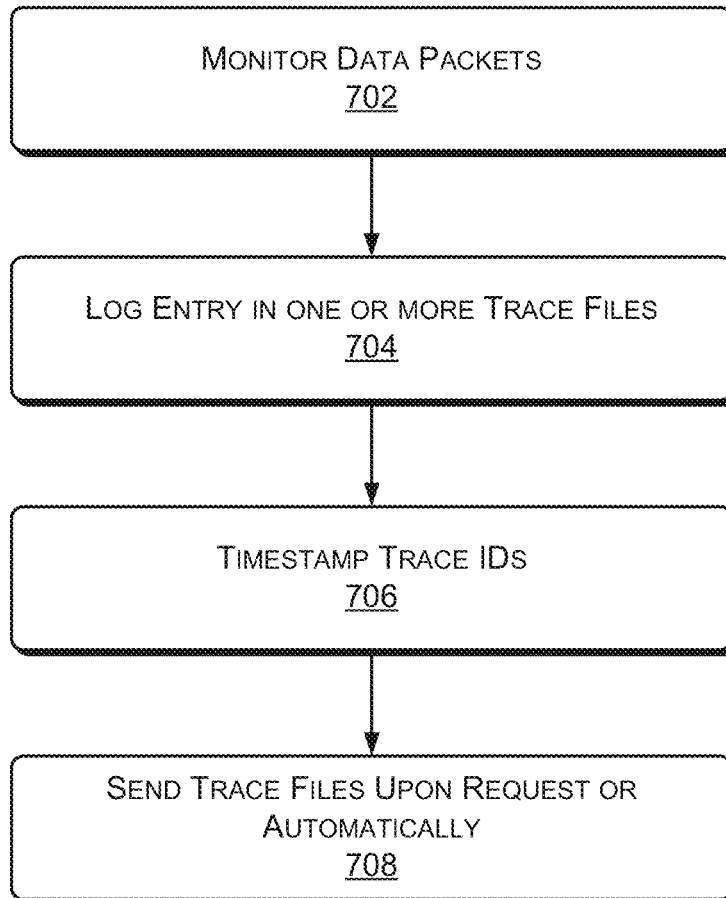 MONITOR DATA PACKETS
702
LOG ENTRY IN ONE OR MORE TRACE FILES
704
TIMESTAMP TRACE IDS
706
SEND TRACE FILES UPON REQUEST OR
AUTOMATICALLY
708